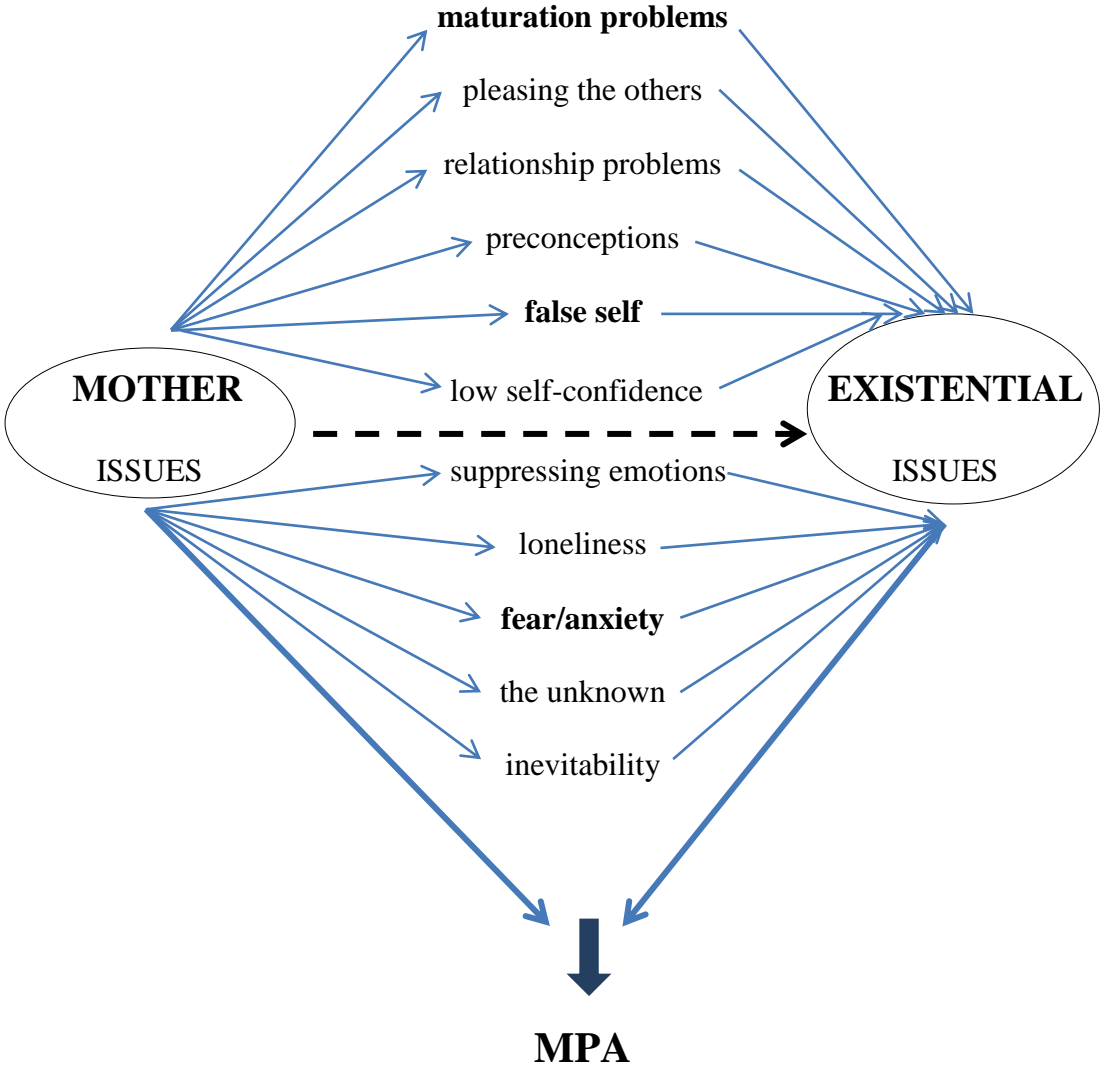 maturation problems
pleasing the others
relationship problems
preconceptions
false self
MOTHER
low self-confidence
EXISTENTIAL
ISSUES
suppressing emotions
ISSUES
loneliness
fear/anxiety
the unknown
inevitability
MPA